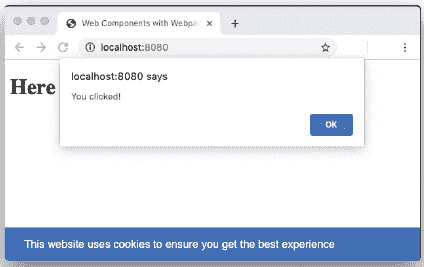 Web Components with Webpa
localhost:8080
Here
localhost:8080 says
You clicked!
OK
This website uses cookies to ensure you get the best experience